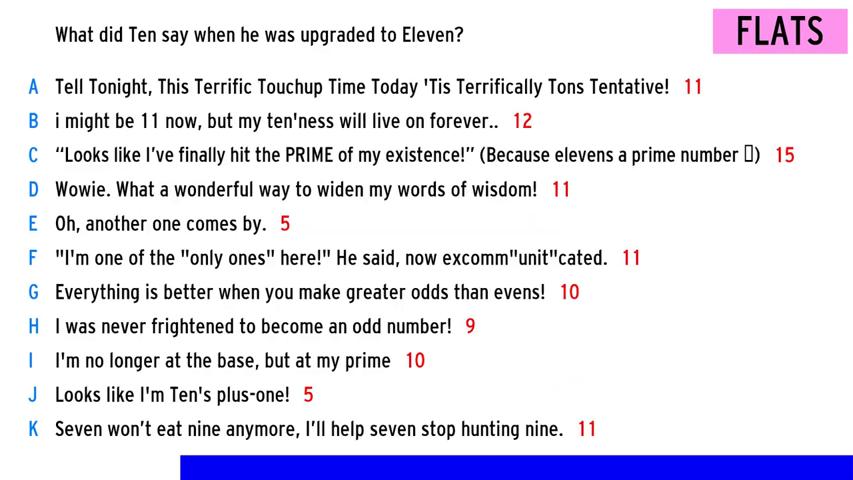 What did Ten say when he was upgraded to Eleven?
FLATS
A Tell Tonight, This Terrific Touchup Time Today 'Tis Terrifically Tons Tentative! 11
B i might be 11 now, but my ten'ness will live on forever.. 12
C “Looks like I’ve finally hit the PRIME of my existence!” (Because elevens a prime number ▯) 15
D Wowie. What a wonderful way to widen my words of wisdom! 11
E Oh, another one comes by. 5
F "I'm one of the "only ones" here!" He said, now excomm"unit"cated. 11
G Everything is better when you make greater odds than evens! 10
H I was never frightened to become an odd number! 9
I I'm no longer at the base, but at my prime 10
J Looks like I'm Ten's plus-one! 5
K Seven won’t eat nine anymore, I’ll help seven stop hunting nine. 11